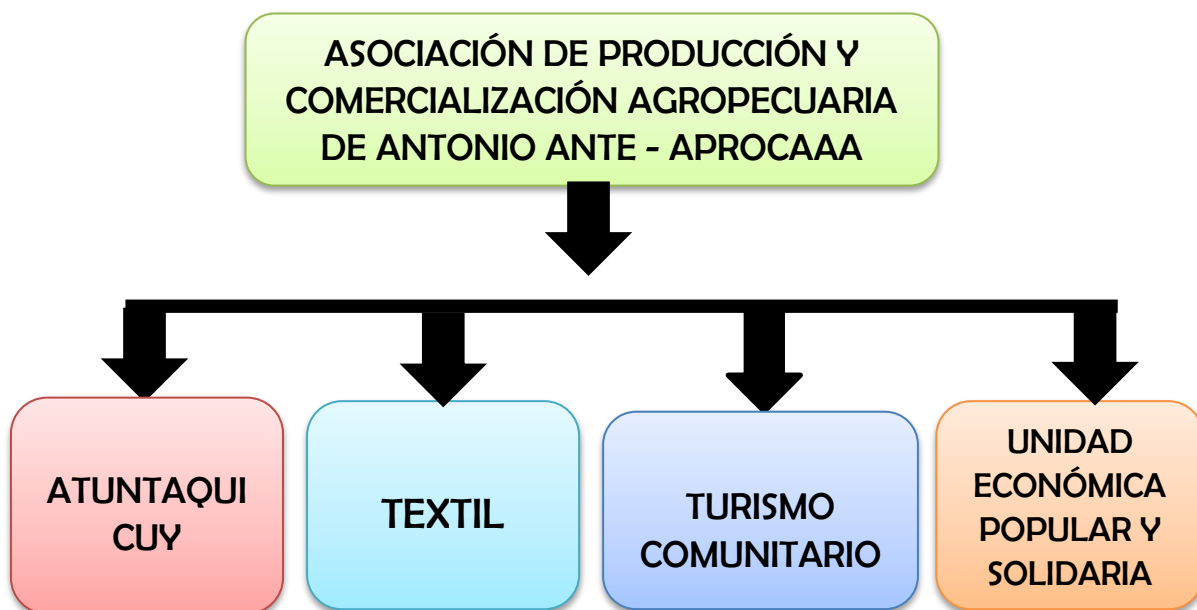 ASOCIACIÓN DE PRODUCCIÓN Y
COMERCIALIZACIÓN AGROPECUARIA
DE ANTONIO ANTE - APROCAAA
ATUNTAQUI
CUY
TEXTIL
TURISMO
COMUNITARIO
UNIDAD
ECONÓMICA
POPULAR Y
SOLIDARIA